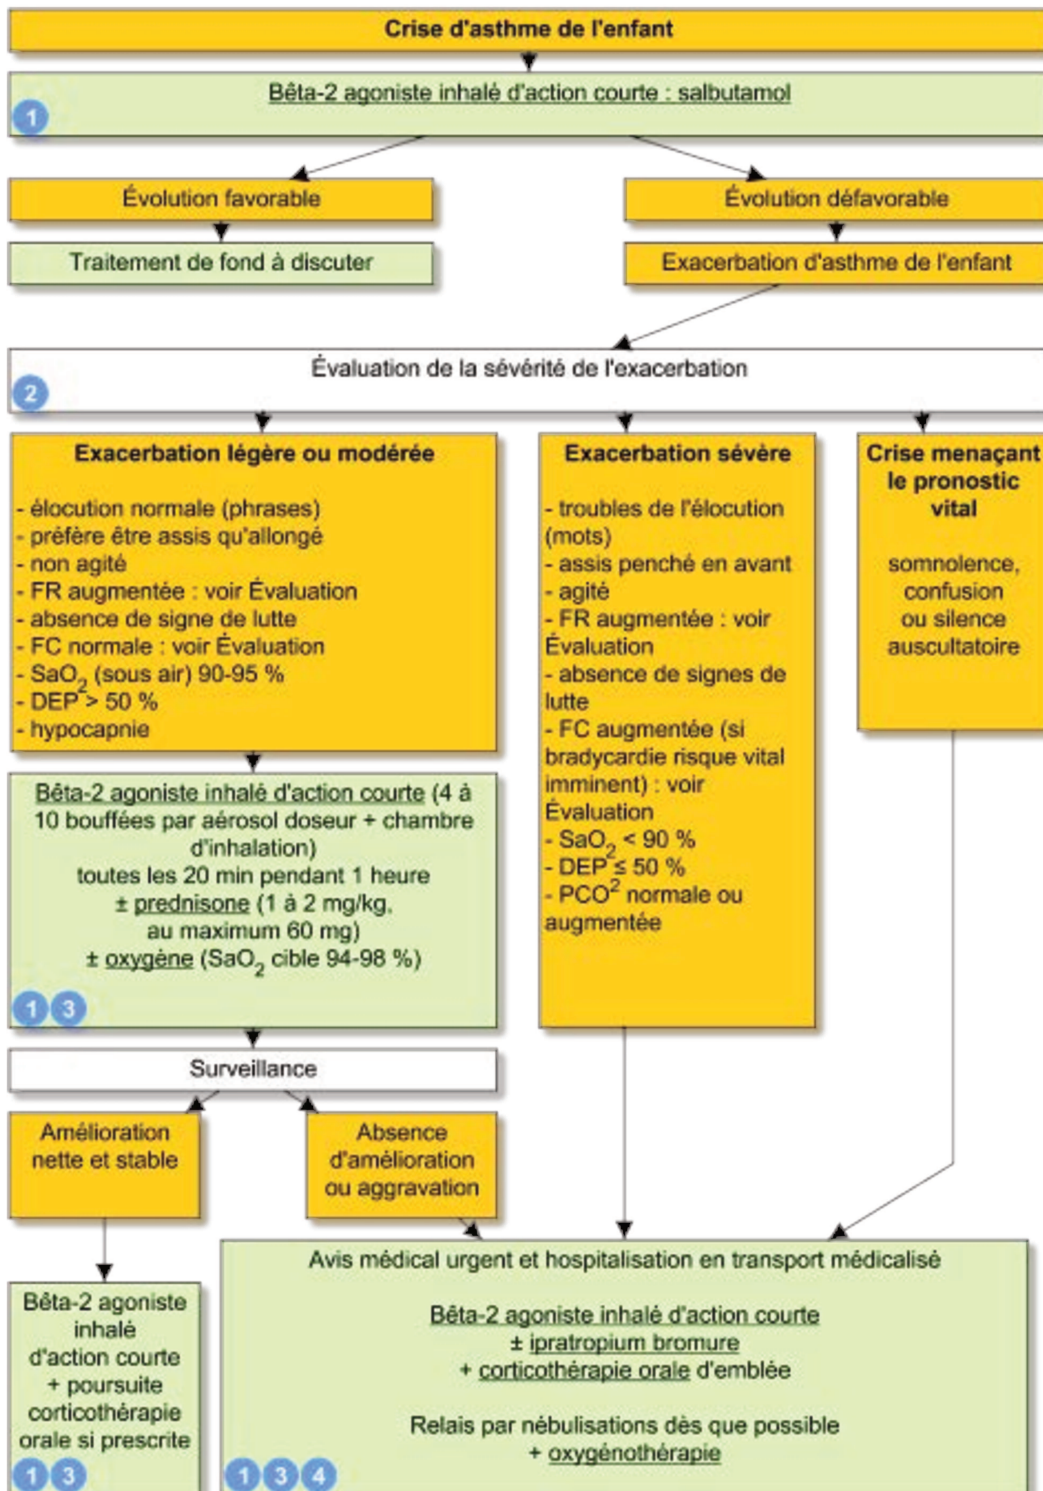 Crise d'asthme de l'enfant
Bêta-2 agoniste inhalé d'action courte : salbutamol
1
Évolution favorable
Évolution défavorable
Traitement de fond à discuter
Exacerbation d'asthme de l'enfant
Évaluation de la sévérité de l'exacerbation
2
Exacerbation légère ou modérée
- élocution normale (phrases)
- préfère être assis qu'allongé
- non agité
- FR augmentée : voir Évaluation
- absence de signe de lutte
- FC normale : voir Évaluation
- SaO2 (sous air) 90-95 %
- DEP2 > 50 %
- hypocapnie
Exacerbation sévère
- troubles de l'élocution
(mots)
- assis penché en avant
- agité
- FR augmentée : voir
Évaluation
- absence de signes de
lutte
- FC augmentée (si
bradycardie risque vital
imminent) : voir
Évaluation
- SaO2 < 90 %
- DEP2 ≤ 50 %
- PCO2 normale ou
augmentée
Crise menaçant
le pronostic
vital
somnolence,
confusion
ou silence
auscultatoire
Bêta-2 agoniste inhalé d'action courte (4 à
10 bouffées par aérosol doseur + chambre
d'inhalation)
toutes les 20 min pendant 1 heure
± prednisone (1 à 2 mg/kg,
au maximum 60 mg)
± oxygène (SaO2 cible 94-98 %)
1 3
Surveillance
Amélioration
nette et stable
Absence
d'amélioration
ou aggravation
Bêta-2 agoniste
inhalé
d'action courte
+ poursuite
corticothérapie
orale si prescrite
1 3
Avis médical urgent et hospitalisation en transport médicalisé
Bêta-2 agoniste inhalé d'action courte
± ipratropium bromure
+ corticothérapie orale d'emblée
Relais par nébulisations dès que possible
+ oxygénothérapie
1 3 4